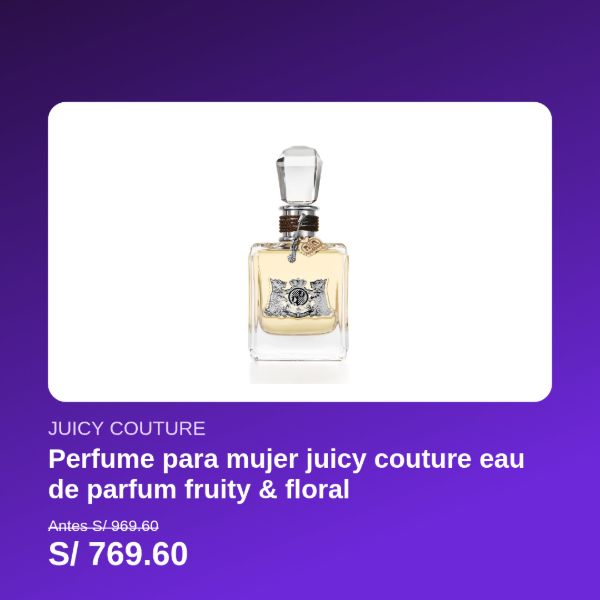 JUICY COUTURE
Perfume para mujer juicy couture eau
de parfum fruity & floral
Antes S/ 969.60
S/ 769.60